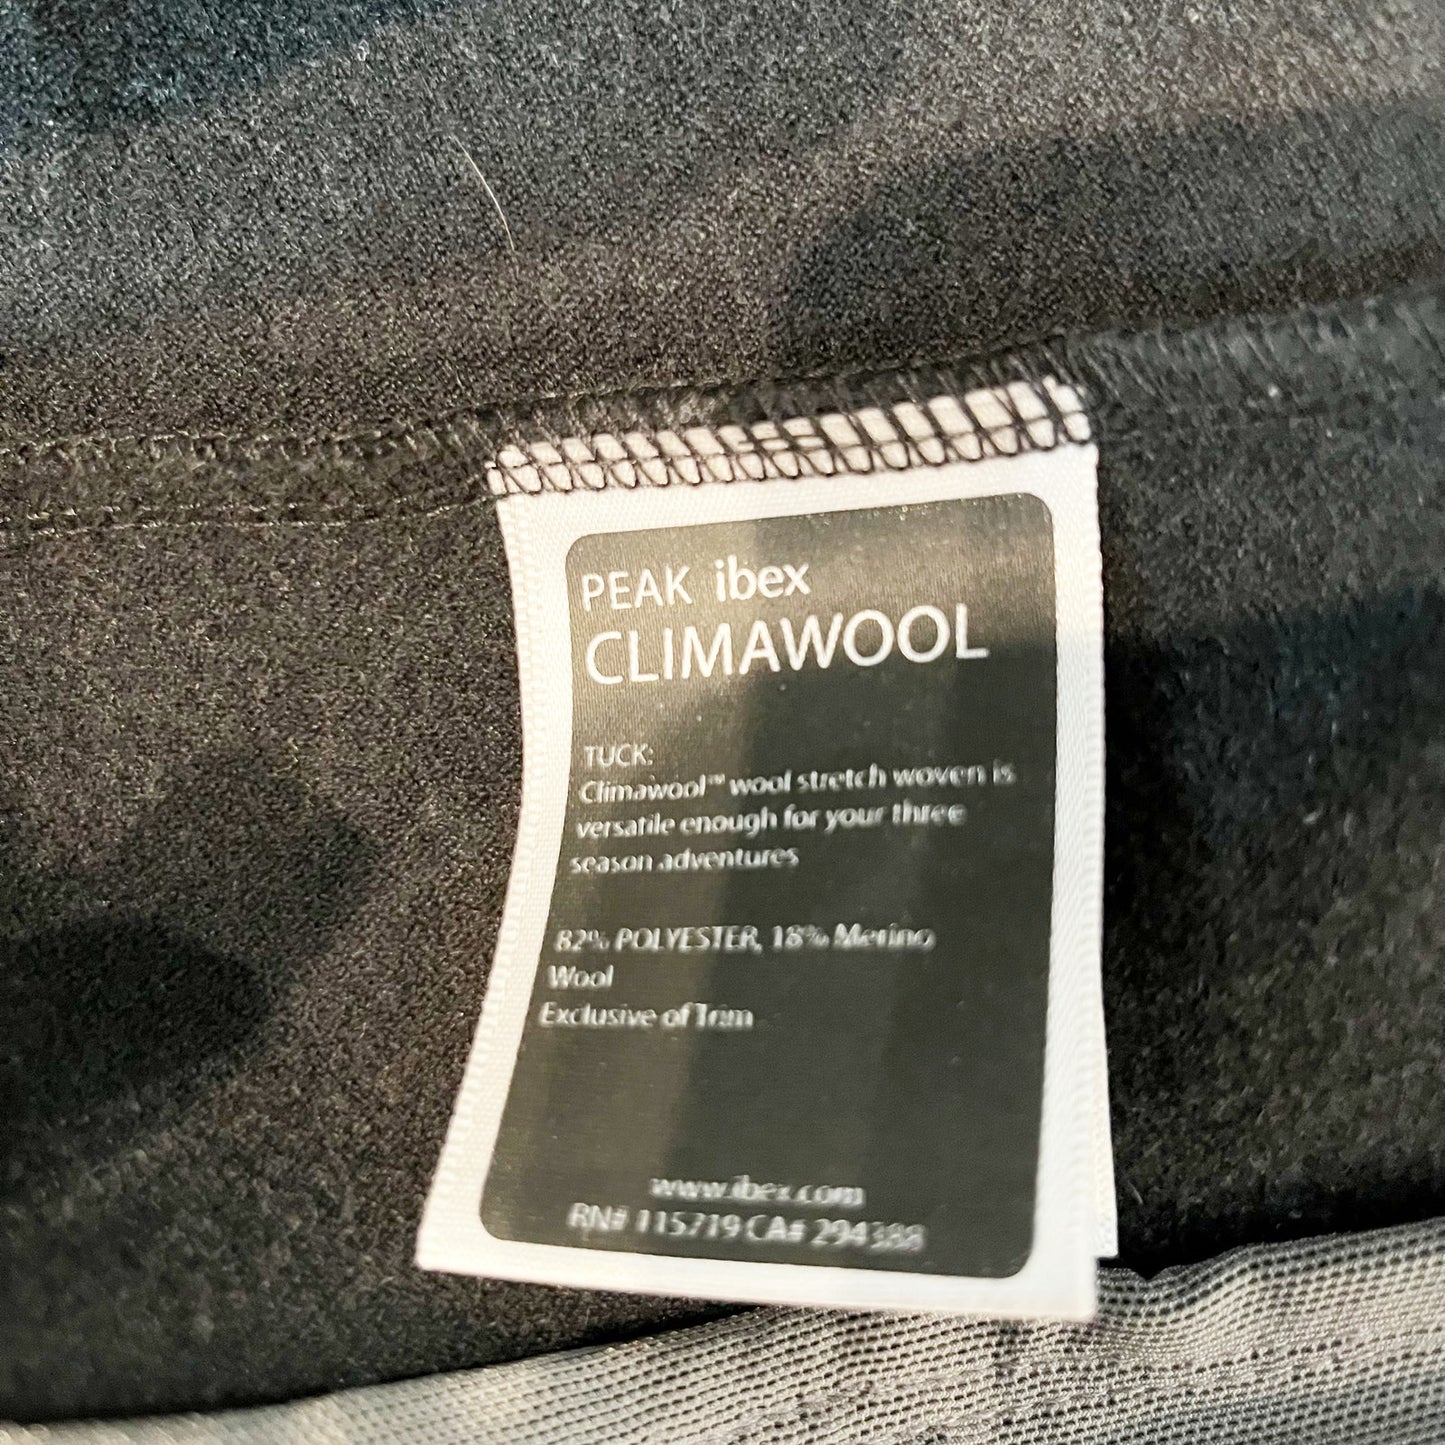 PEAK ibex
CLIMAWOOL
TUCK:
Climawool™ wool stretch woven is
versatile enough for your three
season adventures
82% POLYESTER, 18% Merino
Wool
Exclusive of Trim
www.ibex.com
RN# 115719 CA# 294388